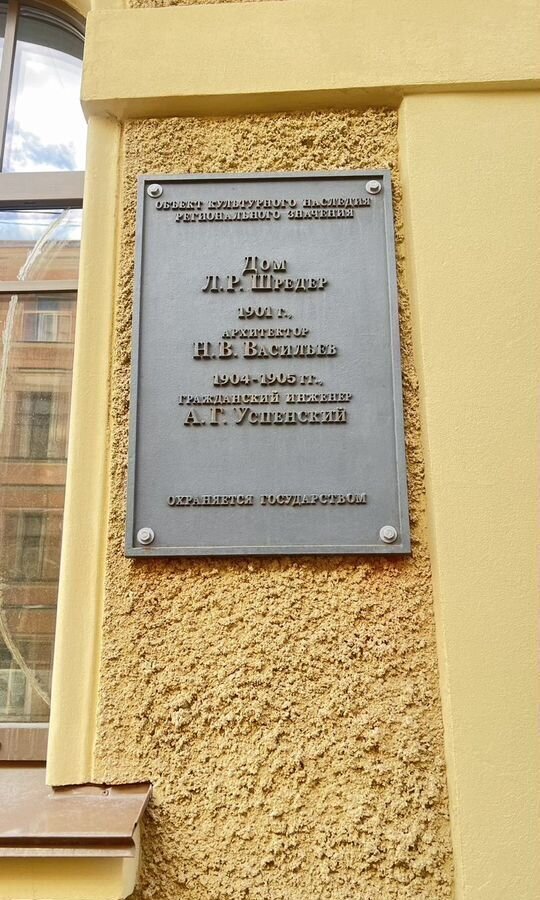 ОБЪЕКТ КУЛЬТУРНОГО НАСЛЕДИЯ
РЕГИОНАЛЬНОГО ЗНАЧЕНИЯ
ДОМ
Л.Р. ШРЕДЕР
1901 Г.,
АРХИТЕКТОР
Н.В. ВАСИЛЬЕВ
1904-1905 ГГ.,
ГРАЖДАНСКИЙ ИНЖЕНЕР
А.Г. УСПЕНСКИЙ
ОХРАНЯЕТСЯ ГОСУДАРСТВОМ